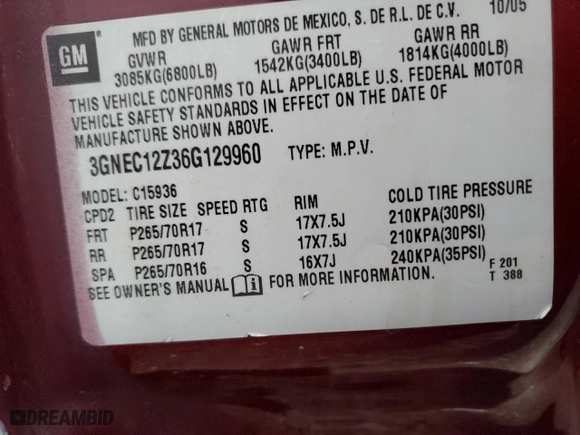 GM
MFD BY GENERAL MOTORS DE MEXICO, S. DE R.L. DE C.V. 10/05
GVWR GAWR FRT GAWR RR
3085KG(6800LB) 1542KG(3400LB) 1814KG(4000LB)
THIS VEHICLE CONFORMS TO ALL APPLICABLE U.S. FEDERAL MOTOR
VEHICLE SAFETY STANDARDS IN EFFECT ON THE DATE OF
MANUFACTURE SHOWN ABOVE.
3GNEC12Z36G129960 TYPE: M.P.V.
MODEL: C15936
CPD2 TIRE SIZE SPEED RTG RIM COLD TIRE PRESSURE
FRT P265/70R17 S 17X7.5J 210KPA(30PSI)
RR P265/70R17 S 17X7.5J 210KPA(30PSI)
SPA P265/70R16 S 16X7J 240KPA(35PSI)
SEE OWNER'S MANUAL i FOR MORE INFORMATION.
F 201
T 388
DREAMBID